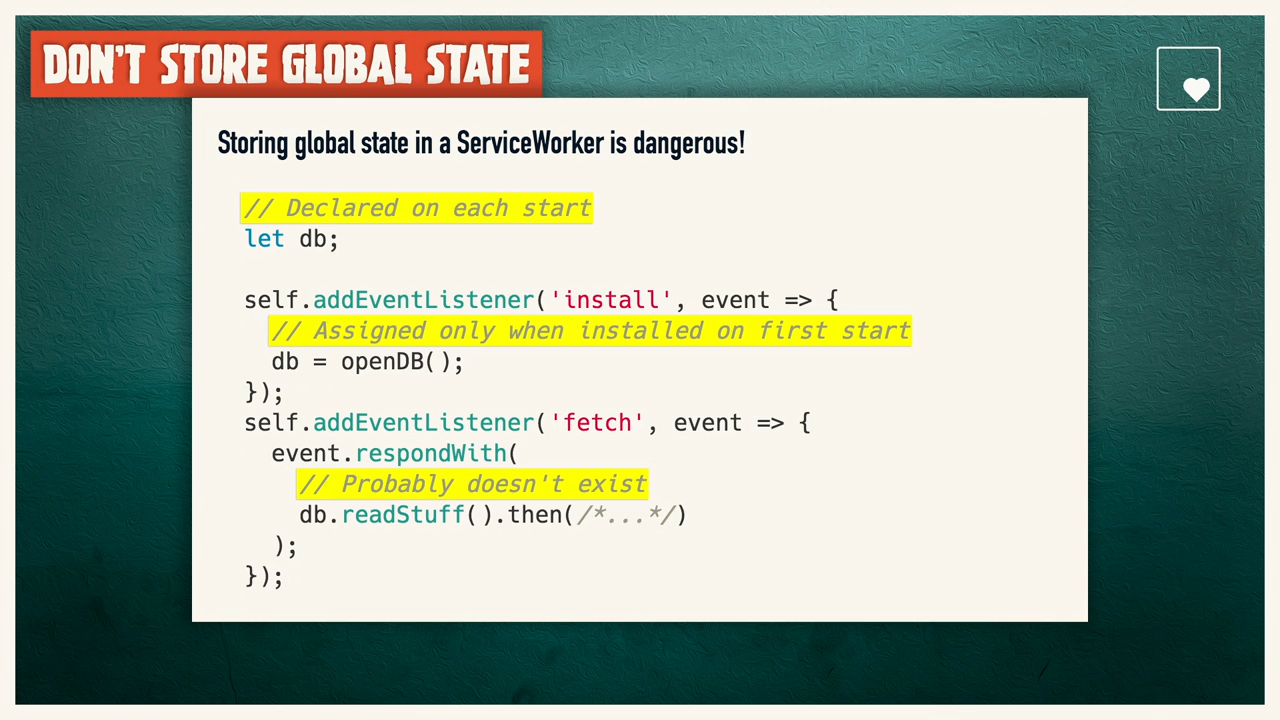 DON'T STORE GLOBAL STATE
Storing global state in a ServiceWorker is dangerous!
// Declared on each start
let db;
self.addEventListener('install', event => {
// Assigned only when installed on first start
db = openDB();
});
self.addEventListener('fetch', event => {
event.respondWith(
// Probably doesn't exist
db.readStuff().then(/*...*/)
);
});